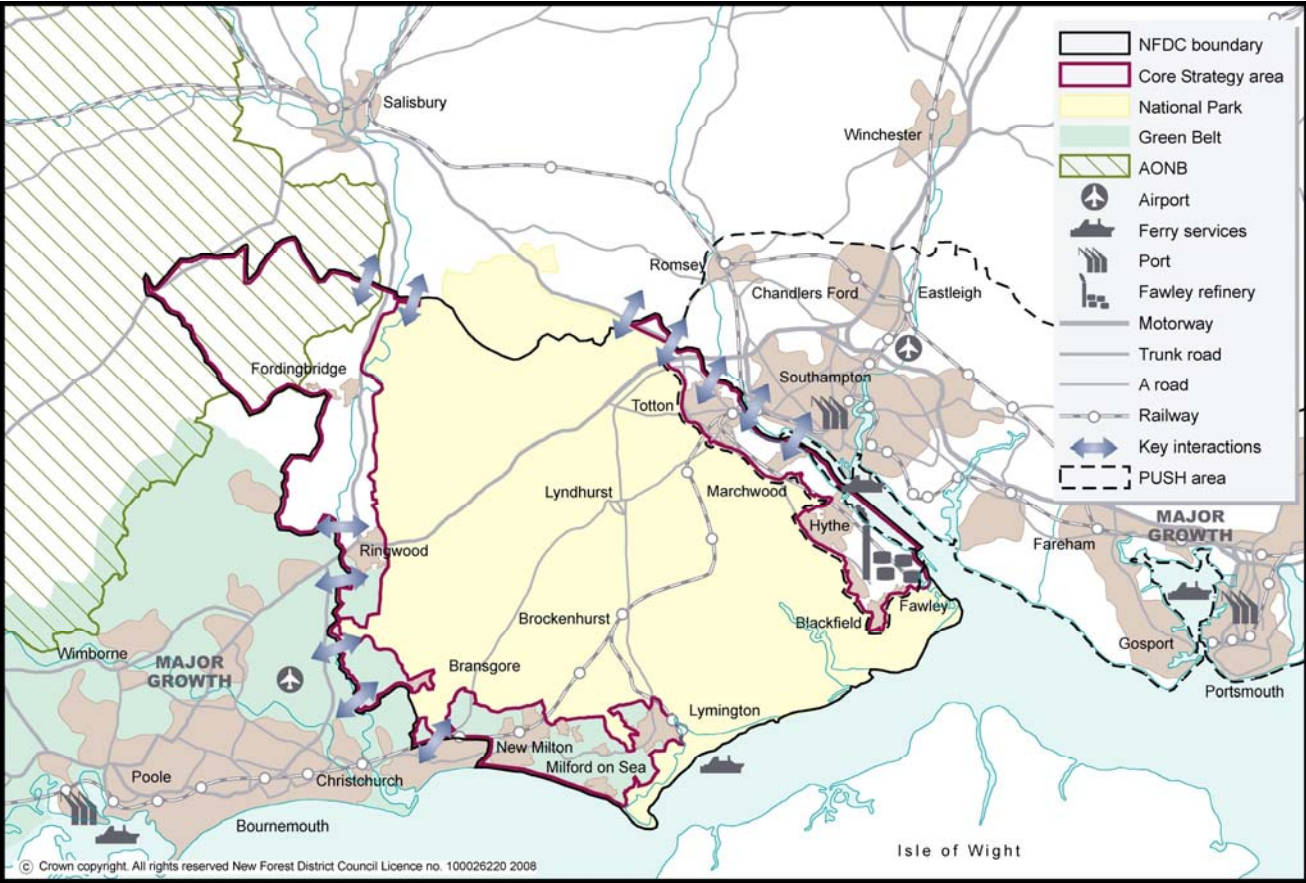 NFDC boundary
Core Strategy area
National Park
Green Belt
AONB
Airport
Ferry services
Port
Fawley refinery
Motorway
Trunk road
A road
Railway
Key interactions
PUSH area
Salisbury
Winchester
Romsey
Chandlers Ford
Eastleigh
Fordingbridge
Southampton
Totton
Lyndhurst
Marchwood
Hythe
Ringwood
MAJOR
GROWTH
Fareham
Fawley
Brockenhurst
Blackfield
Gosport
Wimborne
MAJOR
GROWTH
Bransgore
Portsmouth
Lymington
New Milton
Milford on Sea
Poole
Christchurch
Bournemouth
Isle of Wight
© Crown copyright. All rights reserved New Forest District Council Licence no. 100026220 2008